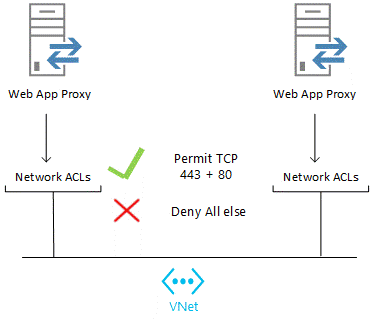 Web App Proxy
Web App Proxy
Network ACLs
Permit TCP
443 + 80
Network ACLs
Deny All else
VNet